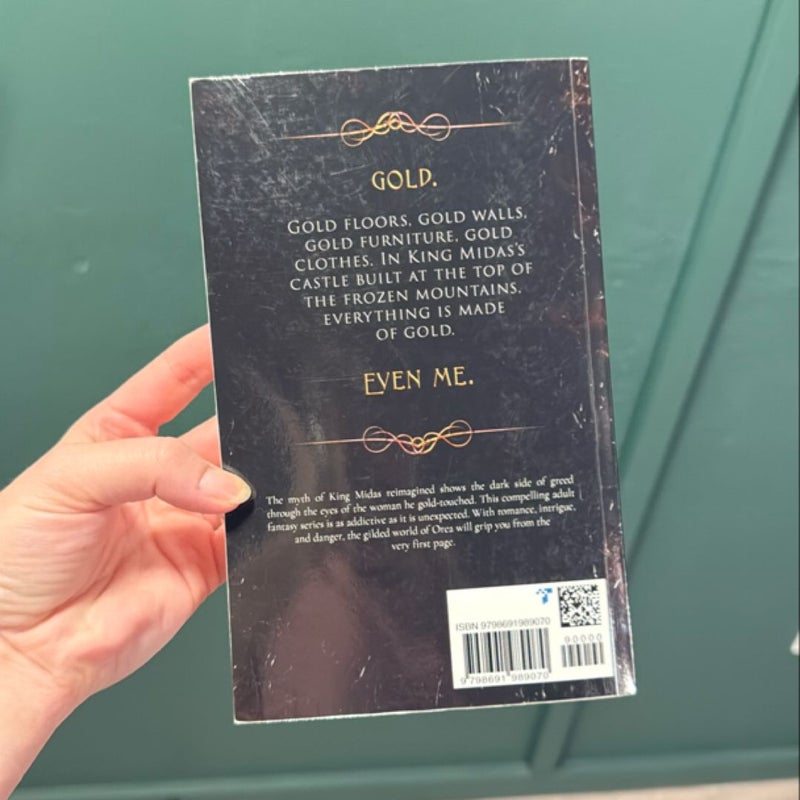 GOLD.
GOLD FLOORS, GOLD WALLS,
GOLD FURNITURE, GOLD
CLOTHES. IN KING MIDAS'S
CASTLE BUILT AT THE TOP OF
THE FROZEN MOUNTAINS,
EVERYTHING IS MADE
OF GOLD.
EVEN ME.
The myth of King Midas reimagined shows the dark side of greed
through the eyes of the woman he gold-touched. This compelling adult
fantasy series is as addictive as it is unexpected. With romance, intrigue,
and danger, the gilded world of Orea will grip you from the
very first page.
ISBN 9798691989070
90000
9 798691 989070